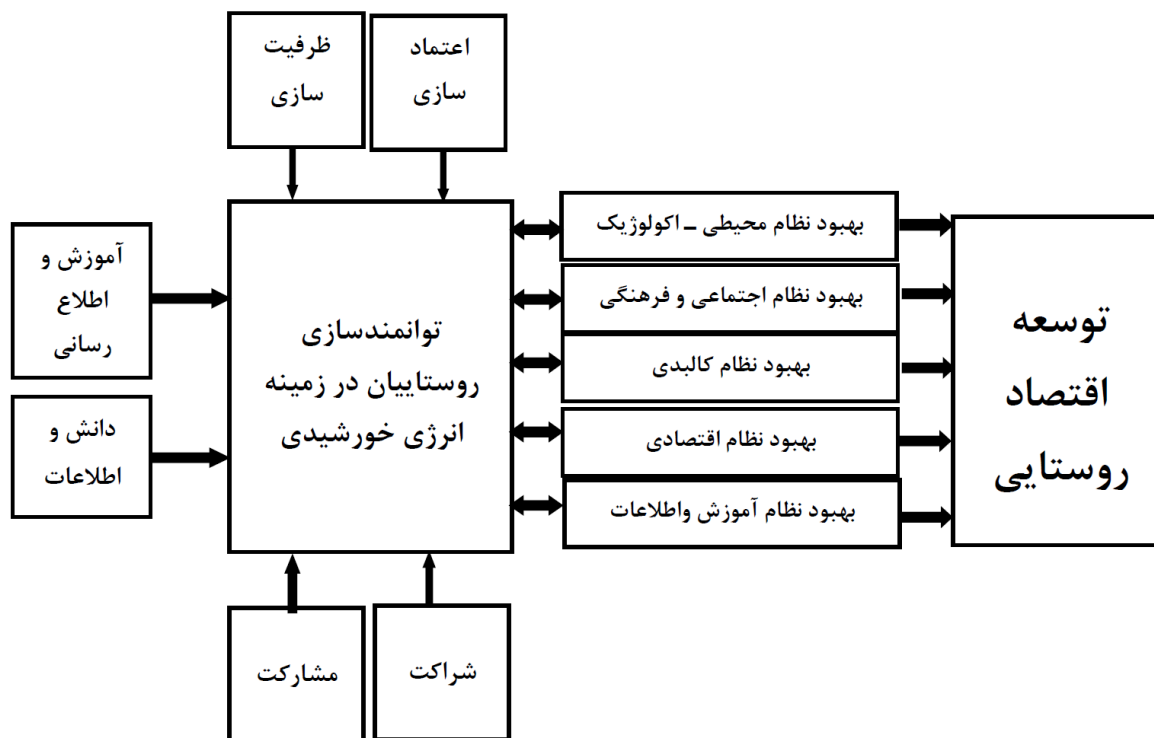 ظرفیت
سازی
اعتماد
سازی
آموزش و
اطلاع
رسانی
دانش و
اطلاعات
توانمندسازی
روستاییان در زمینه
انرژی خورشیدی
بهبود نظام محیطی ـ اکولوژیک
بهبود نظام اجتماعی و فرهنگی
بهبود نظام کالبدی
بهبود نظام اقتصادی
بهبود نظام آموزش واطلاعات
توسعه
اقتصاد
روستایی
مشارکت
شراکت